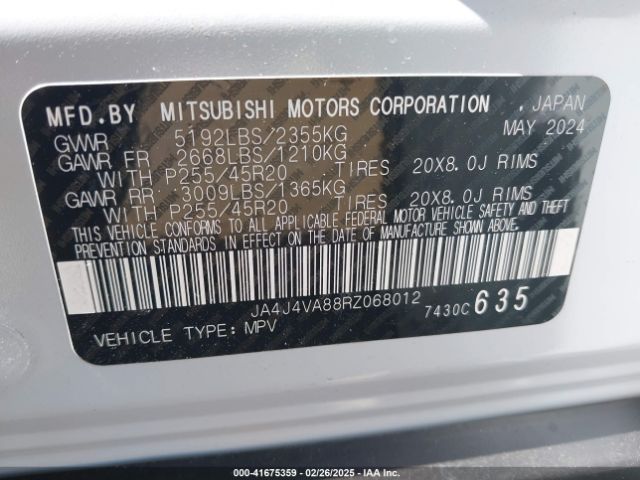 MFD.BY MITSUBISHI MOTORS CORPORATION , JAPAN
GVWR 5192LBS/2355KG MAY 2024
GAWR FR 2668LBS/1210KG
WITH P255/45R20 TIRES 20X8.0J RIMS
GAWR RR 3009LBS/1365KG
WITH P255/45R20 TIRES 20X8.0J RIMS
THIS VEHICLE CONFORMS TO ALL APPLICABLE FEDERAL MOTOR VEHICLE SAFETY AND THEFT
PREVENTION STANDARDS IN EFFECT ON THE DATE OF MANUFACTURE SHOWN ABOVE.
JA4J4VA88RZ068012 7430C 635
VEHICLE TYPE: MPV
000-41675359 - 02/26/2025 - IAA Inc.